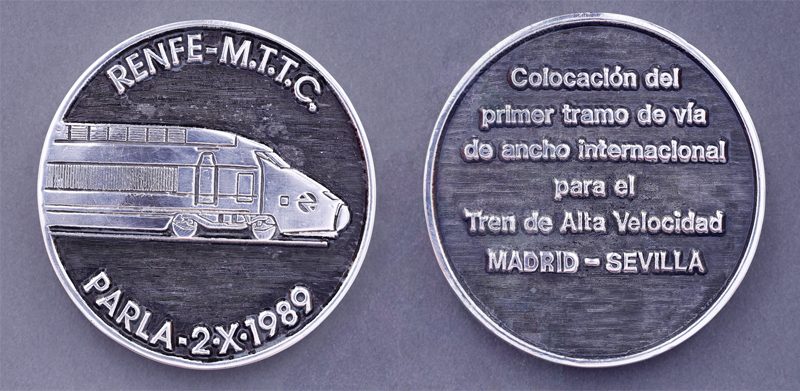 RENFE-M.T.T.C.
PARLA-2·X·1989
Colocación del
primer tramo de vía
de ancho internacional
para el
Tren de Alta Velocidad
MADRID - SEVILLA